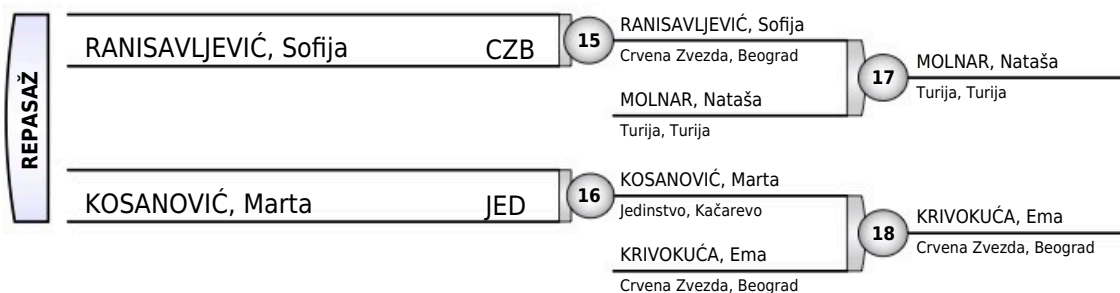 REPASAŽ
RANISAVLJEVIĆ, Sofija CZB
15
RANISAVLJEVIĆ, Sofija
Crvena Zvezda, Beograd
MOLNAR, Nataša
Turija, Turija
17
MOLNAR, Nataša
Turija, Turija
KOSANOVIĆ, Marta JED
16
KOSANOVIĆ, Marta
Jedinstvo, Kačarevo
KRIVOKUĆA, Ema
Crvena Zvezda, Beograd
18
KRIVOKUĆA, Ema
Crvena Zvezda, Beograd